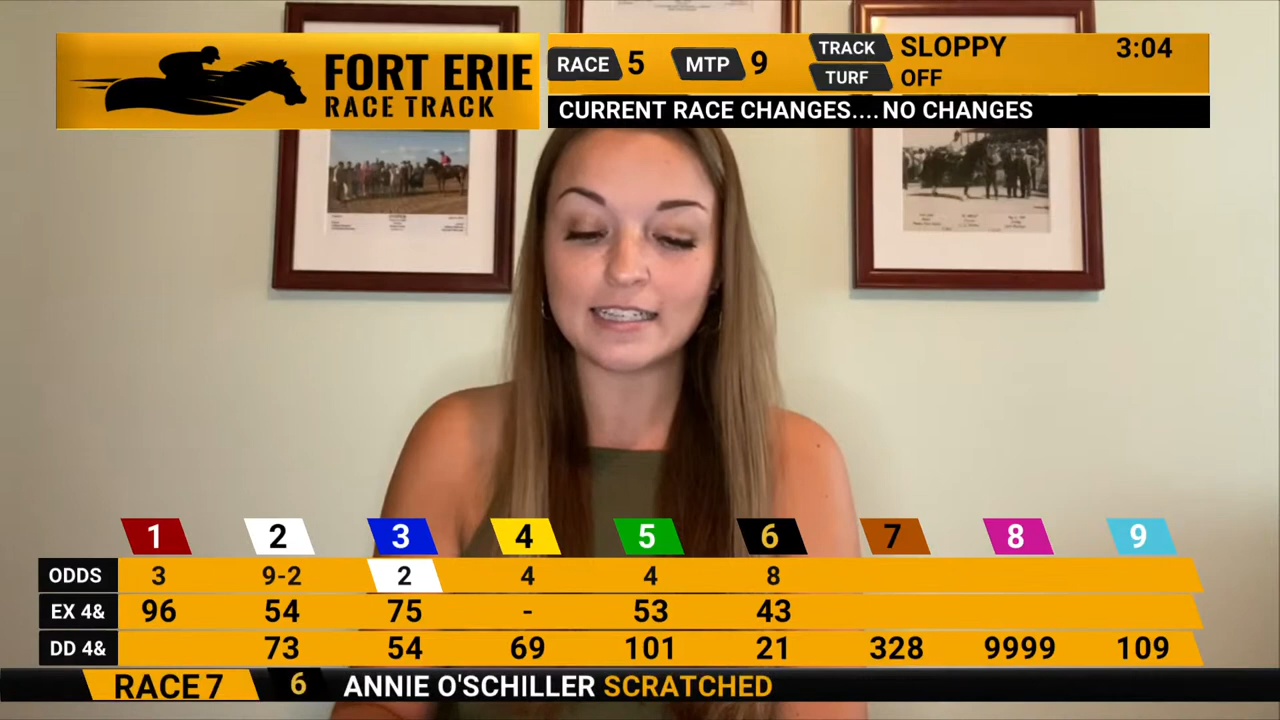 FORT ERIE
RACE TRACK
RACE 5 MTP 9 TRACK SLOPPY 3:04
TURF OFF
CURRENT RACE CHANGES.... NO CHANGES
1 2 3 4 5 6 7 8 9
ODDS 3 9-2 2 4 4 8
EX 4& 96 54 75 - 53 43
DD 4& 73 54 69 101 21 328 9999 109
RACE 7 6 ANNIE O'SCHILLER SCRATCHED